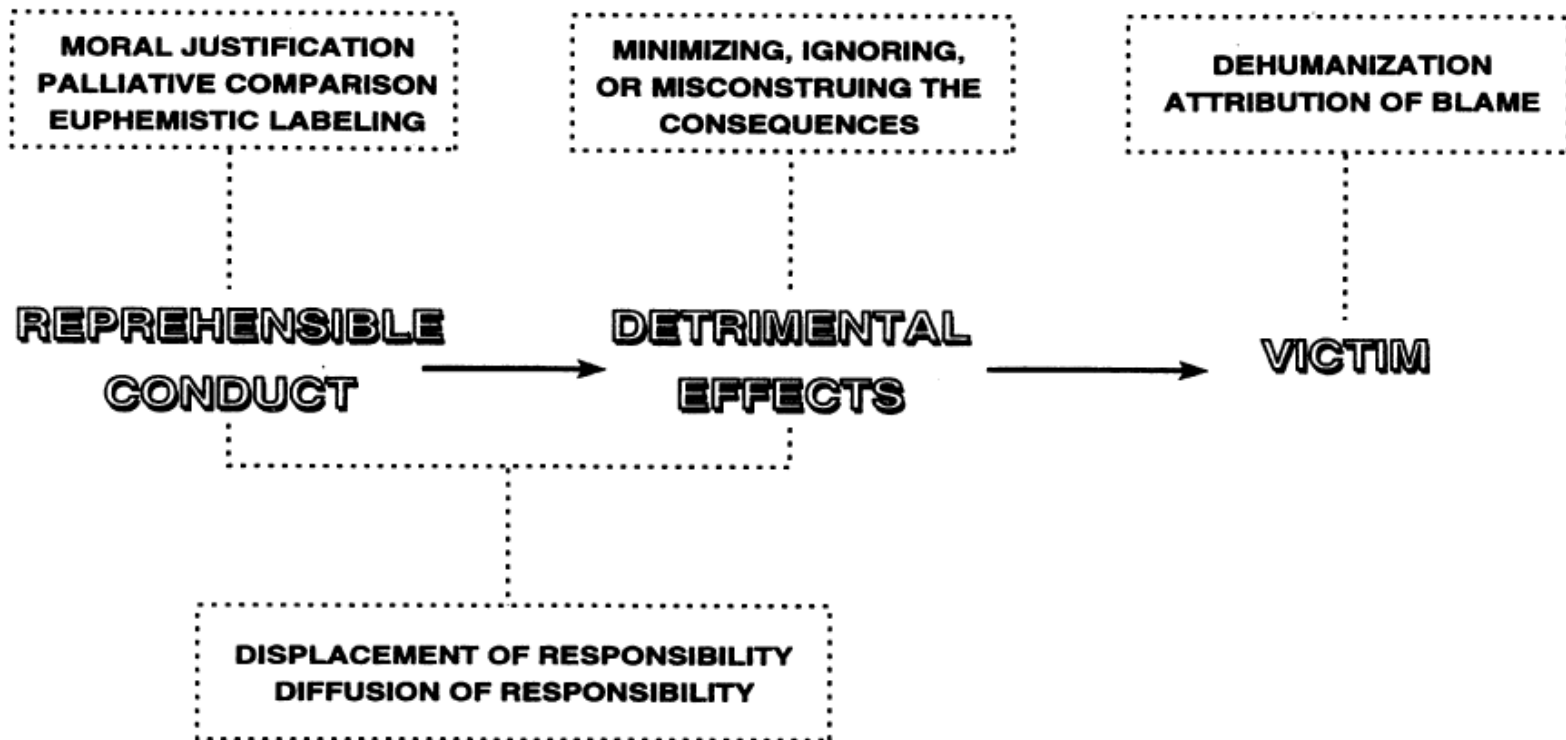 MORAL JUSTIFICATION
PALLIATIVE COMPARISON
EUPHEMISTIC LABELING
MINIMIZING, IGNORING,
OR MISCONSTRUING THE
CONSEQUENCES
DEHUMANIZATION
ATTRIBUTION OF BLAME
REPREHENSIBLE
CONDUCT
DETRIMENTAL
EFFECTS
VICTIM
DISPLACEMENT OF RESPONSIBILITY
DIFFUSION OF RESPONSIBILITY